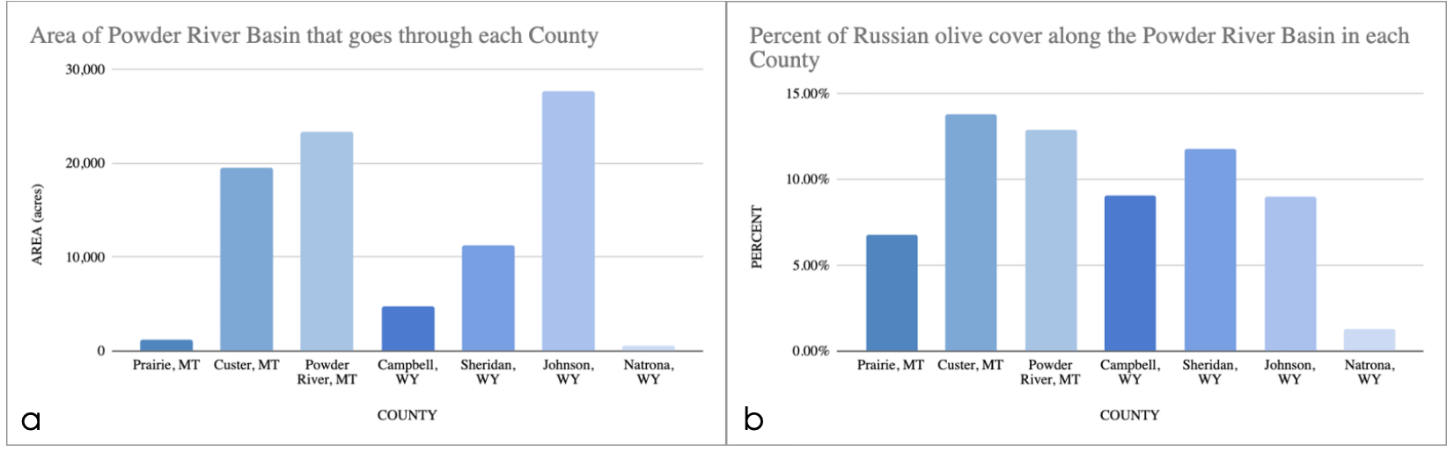 Area of Powder River Basin that goes through each County
30,000
20,000
10,000
0
AREA (acres)
Prairie, MT Custer, MT Powder Campbell, Sheridan, Johnson, Natrona,
River, MT WY WY WY WY
COUNTY
a
Percent of Russian olive cover along the Powder River Basin in each
County
15.00%
10.00%
5.00%
0.00%
PERCENT
Prairie, MT Custer, MT Powder Campbell, Sheridan, Johnson, Natrona,
River, MT WY WY WY WY
COUNTY
b